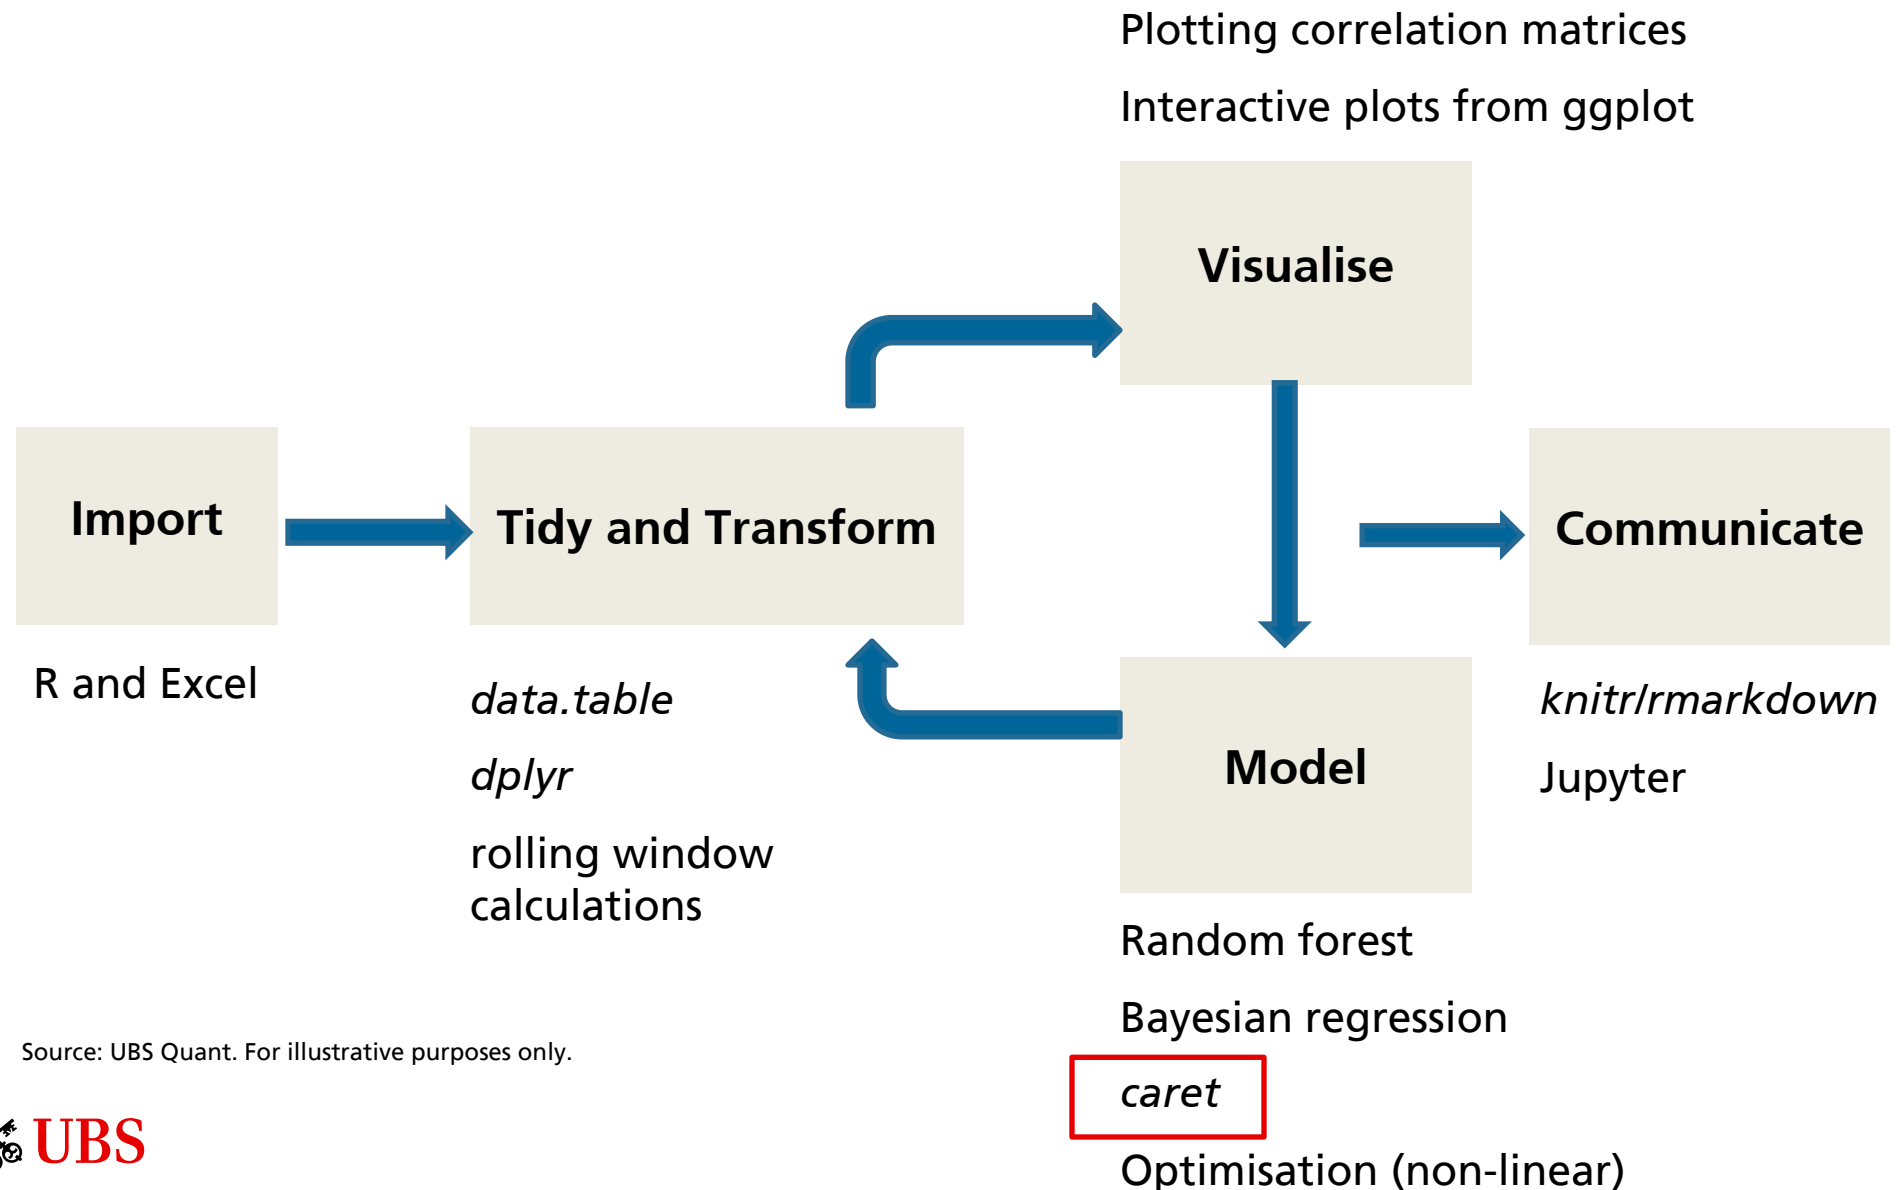 Plotting correlation matrices
Interactive plots from ggplot
Visualise
Import
Tidy and Transform
Communicate
R and Excel
data.table
dplyr
rolling window
calculations
Model
knitr/rmarkdown
Jupyter
Random forest
Bayesian regression
caret
Optimisation (non-linear)
Source: UBS Quant. For illustrative purposes only.
UBS